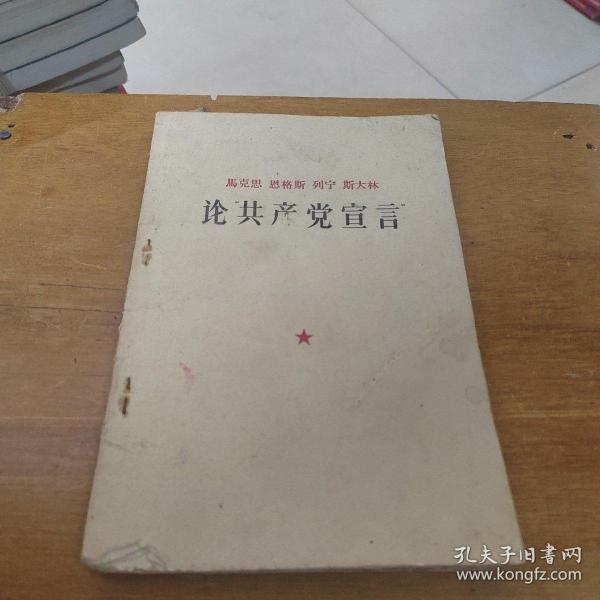 馬克思 恩格斯 列宁 斯大林
论“共产党宣言”
孔夫子旧書网
www.kongfz.com